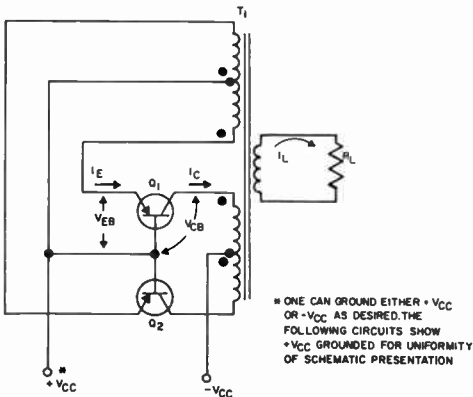 T1
IE
Q1
IC
VEB
VCB
IL
RL
Q2
* ONE CAN GROUND EITHER + VCC
OR -VCC AS DESIRED. THE
FOLLOWING CIRCUITS SHOW
+VCC GROUNDED FOR UNIFORMITY
OF SCHEMATIC PRESENTATION
*
+ VCC
-VCC